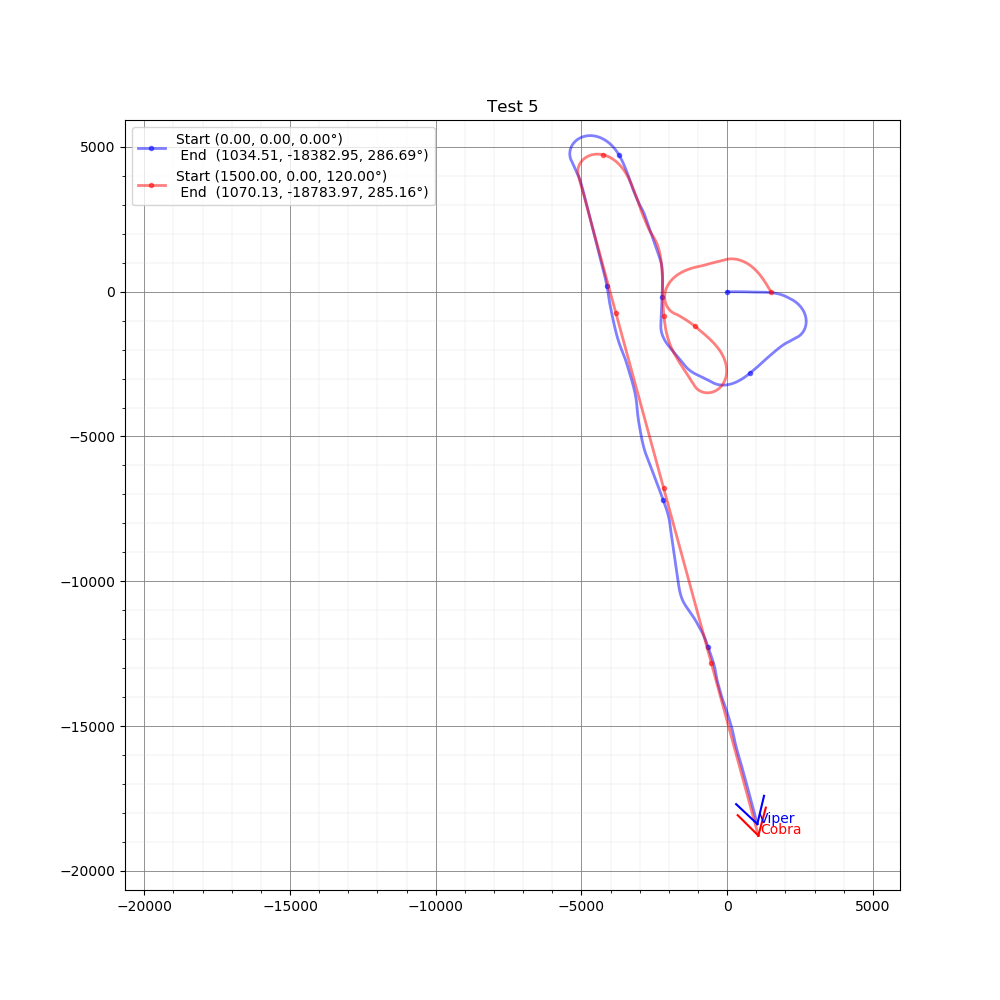 Test 5
Start (0.00, 0.00, 0.00°)
End (1034.51, -18382.95, 286.69°)
Start (1500.00, 0.00, 120.00°)
End (1070.13, -18783.97, 285.16°)
5000
0
−5000
−10000
−15000
−20000
Viper
Cobra
−20000 −15000 −10000 −5000 0 5000